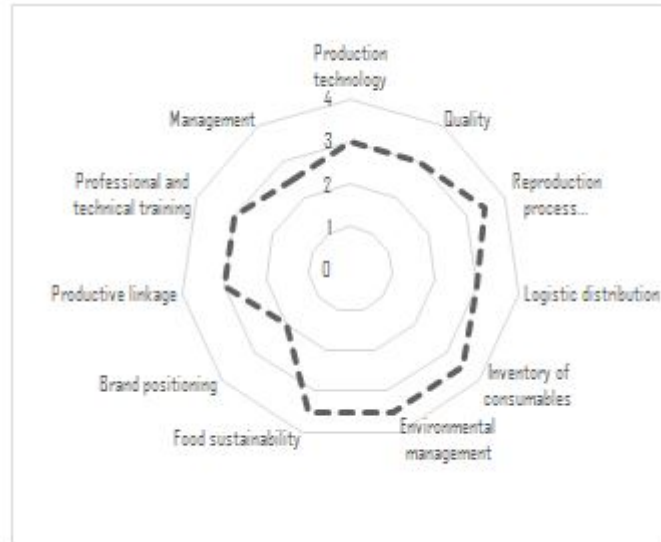 Production
technology
4
Management
Quality
3
Professional and
technical training
Reproduction
process...
2
1
0
Productive linkage
Logistic distribution
Brand positioning
Inventory of
consumables
Food sustainability
Environmental
management